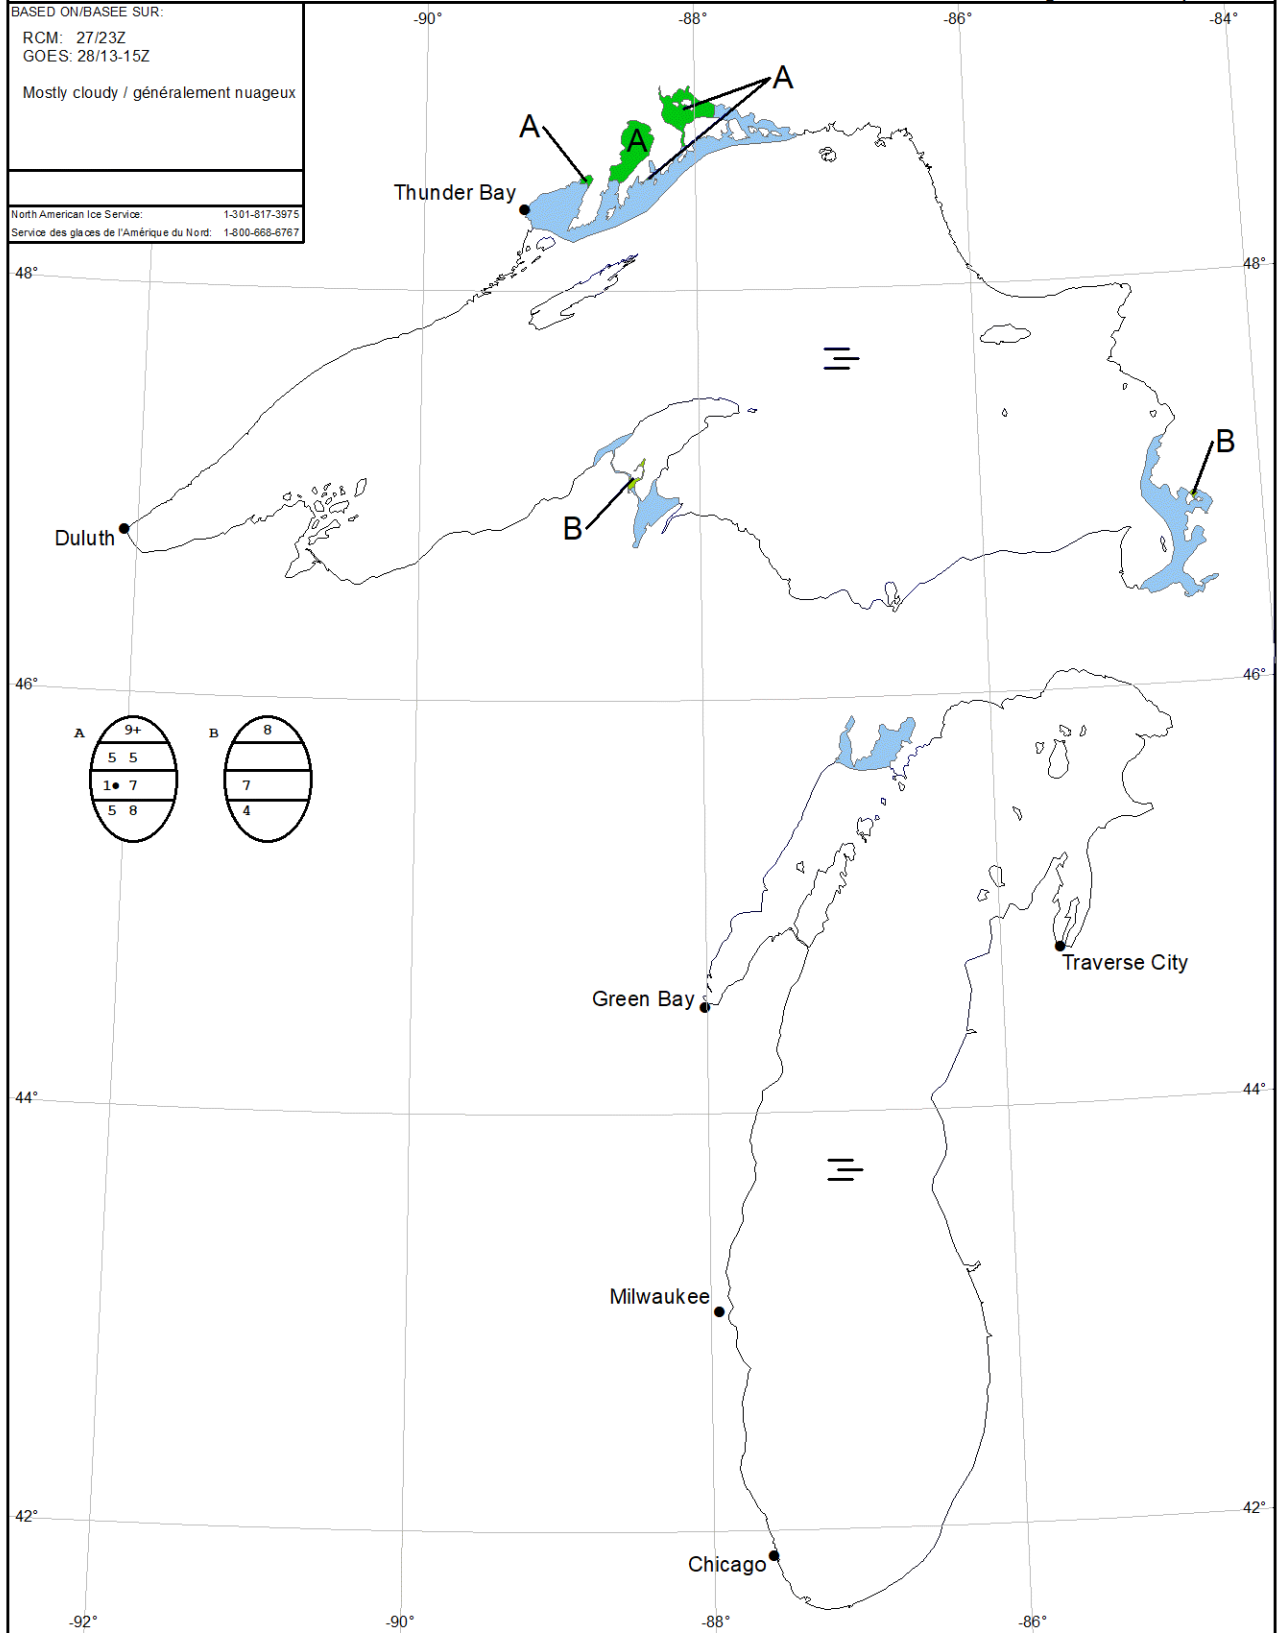 -90°
-88°
-86°
-84°
BASED ON/BASEE SUR:
RCM: 27/23Z
GOES: 28/13-15Z
Mostly cloudy / généralement nuageux
North American Ice Service: 1-301-817-3975
Service des glaces de l'Amérique du Nord: 1-800-668-6767
A
A
A
Thunder Bay
48°
48°
B
B
Duluth
46°
46°
A
9+
5 5
1● 7
5 8
B
8
7
4
Traverse City
Green Bay
44°
44°
Milwaukee
42°
42°
Chicago
-92°
-90°
-88°
-86°